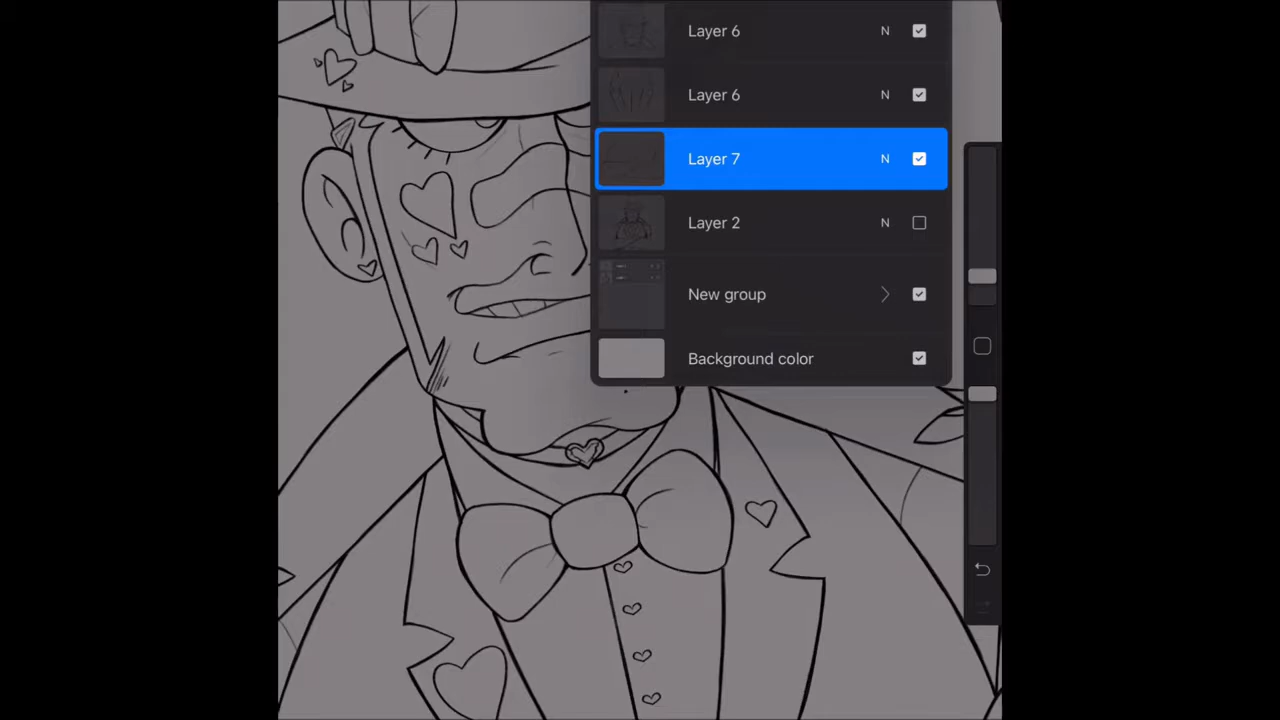 Layer 6 N
Layer 6 N
Layer 7 N
Layer 2 N
New group
Background color